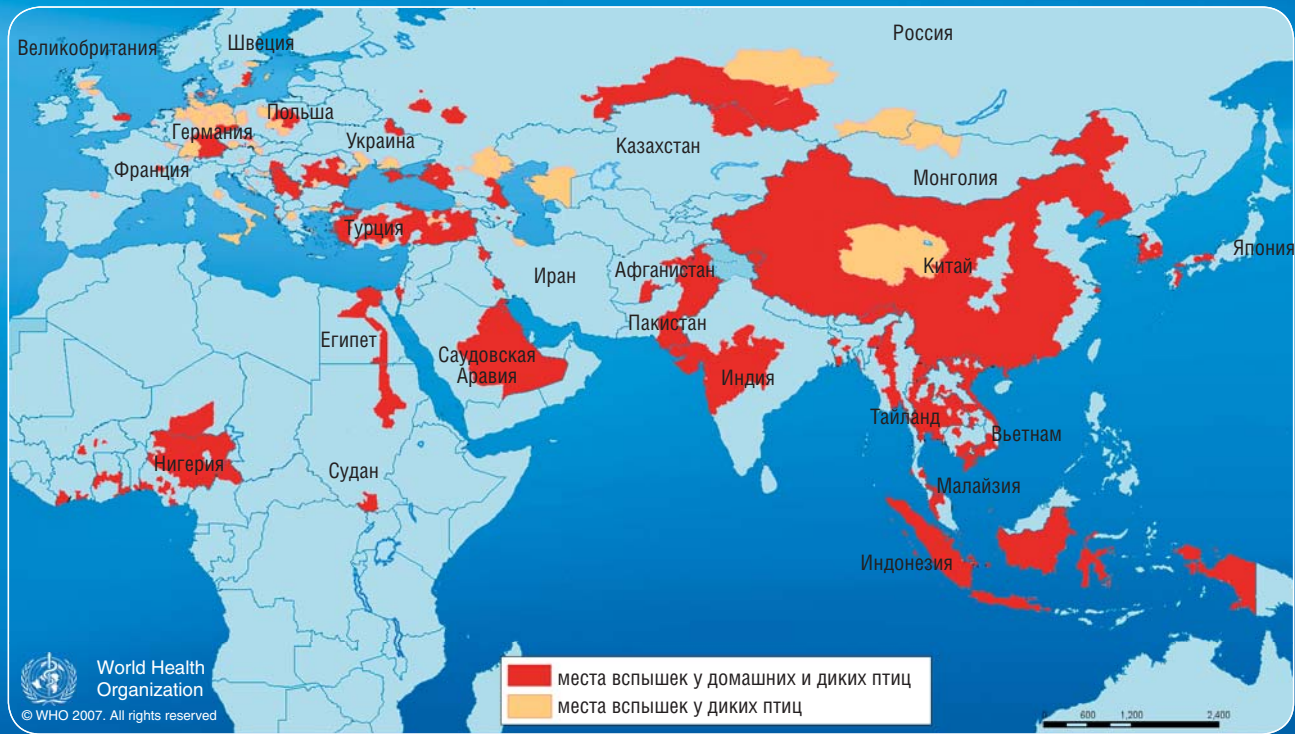 Великобритания
Швеция
Россия
Польша
Германия
Украина
Франция
Казахстан
Монголия
Турция
Япония
Китай
Афганистан
Иран
Пакистан
Египет
Саудовская
Аравия
Индия
Тайланд
Вьетнам
Нигерия
Судан
Малайзия
Индонезия
World Health
Organization
© WHO 2007. All rights reserved
места вспышек у домашних и диких птиц
места вспышек у диких птиц
0 600 1,200 2,400